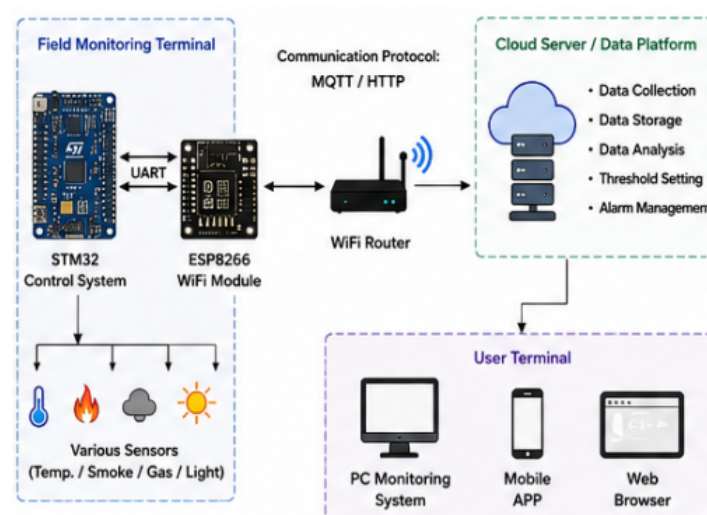 Field Monitoring Terminal
UART
STM32
Control System
ESP8266
WiFi Module
Various Sensors
(Temp. / Smoke / Gas / Light)
Communication Protocol:
MQTT / HTTP
WiFi Router
Cloud Server / Data Platform
• Data Collection
• Data Storage
• Data Analysis
• Threshold Setting
• Alarm Management
User Terminal
PC Monitoring
System
Mobile
APP
Web
Browser